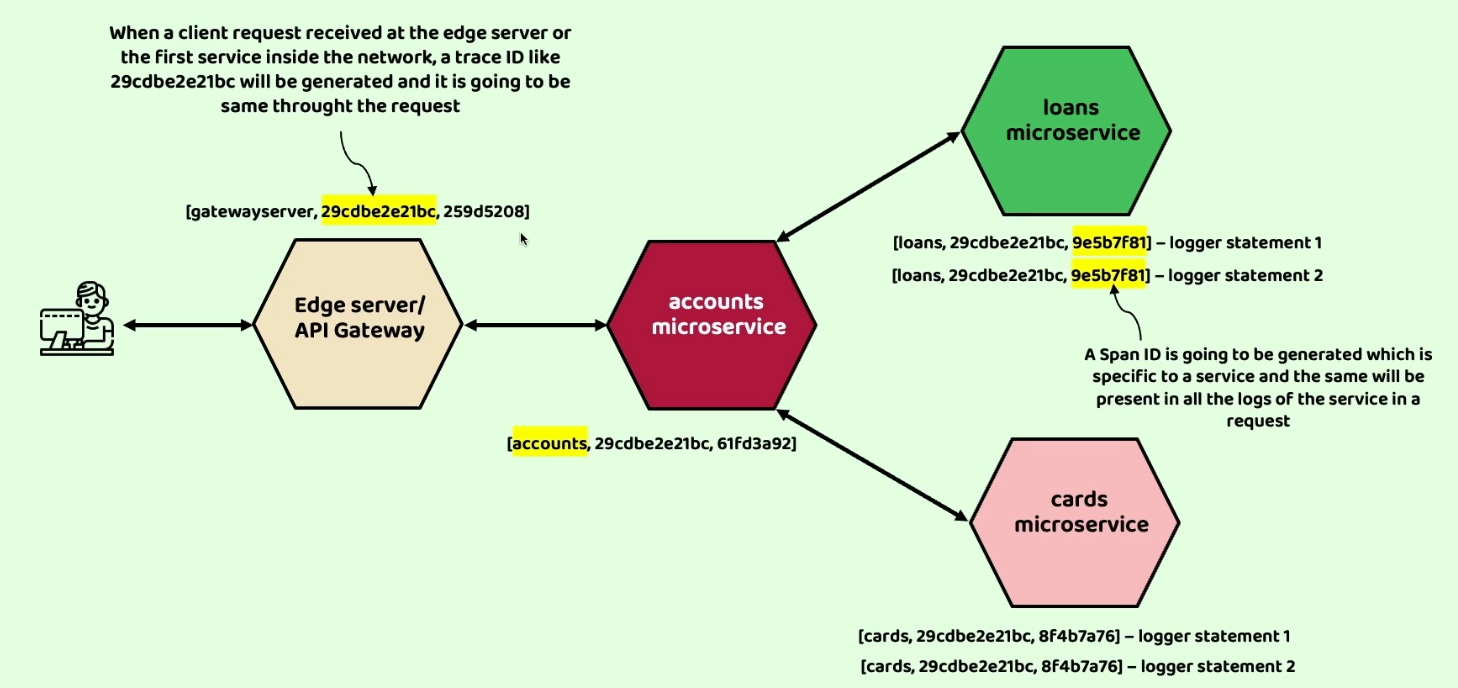 When a client request received at the edge server or
the first service inside the network, a trace ID like
29cdbe2e21bc will be generated and it is going to be
same throught the request
[gatewayserver, 29cdbe2e21bc, 259d5208]
Edge server/
API Gateway
accounts
microservice
[accounts, 29cdbe2e21bc, 61fd3a92]
loans
microservice
[loans, 29cdbe2e21bc, 9e5b7f81] – logger statement 1
[loans, 29cdbe2e21bc, 9e5b7f81] – logger statement 2
A Span ID is going to be generated which is
specific to a service and the same will be
present in all the logs of the service in a
request
cards
microservice
[cards, 29cdbe2e21bc, 8f4b7a76] – logger statement 1
[cards, 29cdbe2e21bc, 8f4b7a76] – logger statement 2